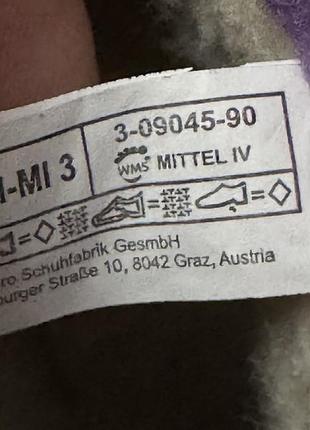 -MI 3
3-09045-90
WMS MITTEL IV
= = =
ro Schuhfabrik GesmbH
burger Straße 10, 8042 Graz, Austria